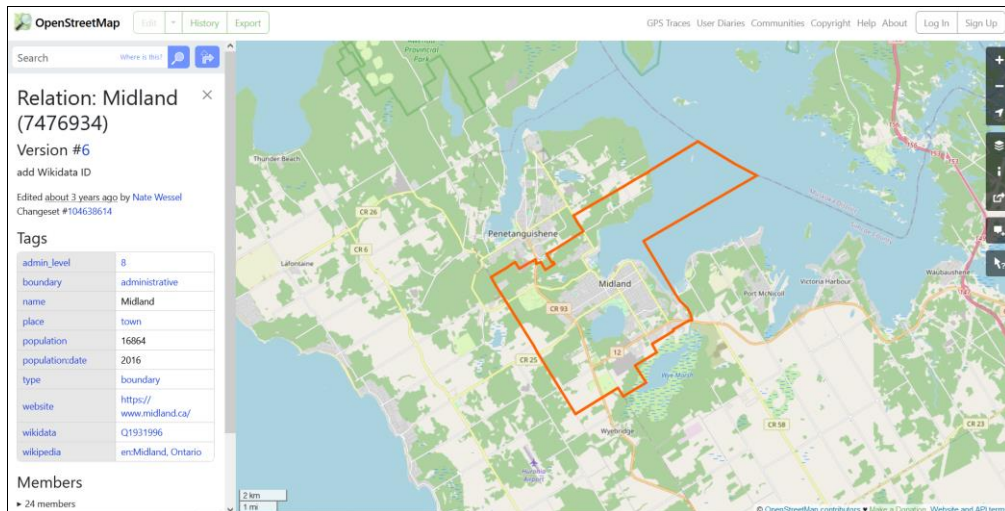 OpenStreetMap Edit History Export GPS Traces User Diaries Communities Copyright Help About Log In Sign Up
Search Where is this?
Relation: Midland
(7476934)
Version #6
add Wikidata ID
Edited about 3 years ago by Nate Wessel
Changeset #104638614
Tags
admin_level 8
boundary administrative
name Midland
place town
population 16864
population:date 2016
type boundary
website https://
www.midland.ca/
wikidata Q1931996
wikipedia en:Midland, Ontario
Members
24 members
Provincial
Park
Thunder Beach
CR 26
Penetanguishene
CR 6
Lafontaine
Midland
CR 93
Port McNicoll
Victoria Harbour
Waubaushene
12
CR 25
Wye Marsh
Wyebridge
CR 58
CR 23
Huronia
Airport
2 km
1 mi
© OpenStreetMap contributors ♥ Make a Donation. Website and API terms